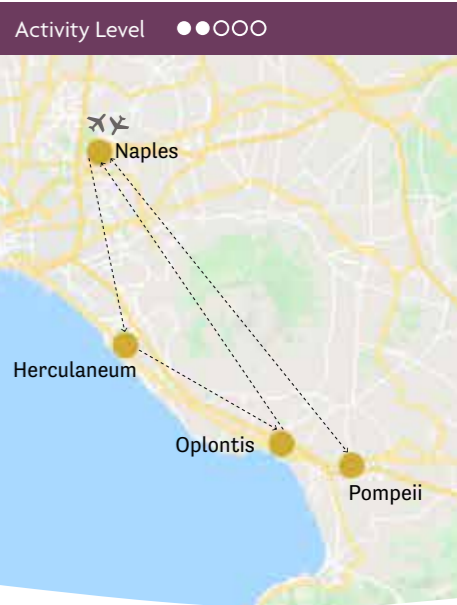 Activity Level
Naples
Herculaneum
Oplontis
Pompeii